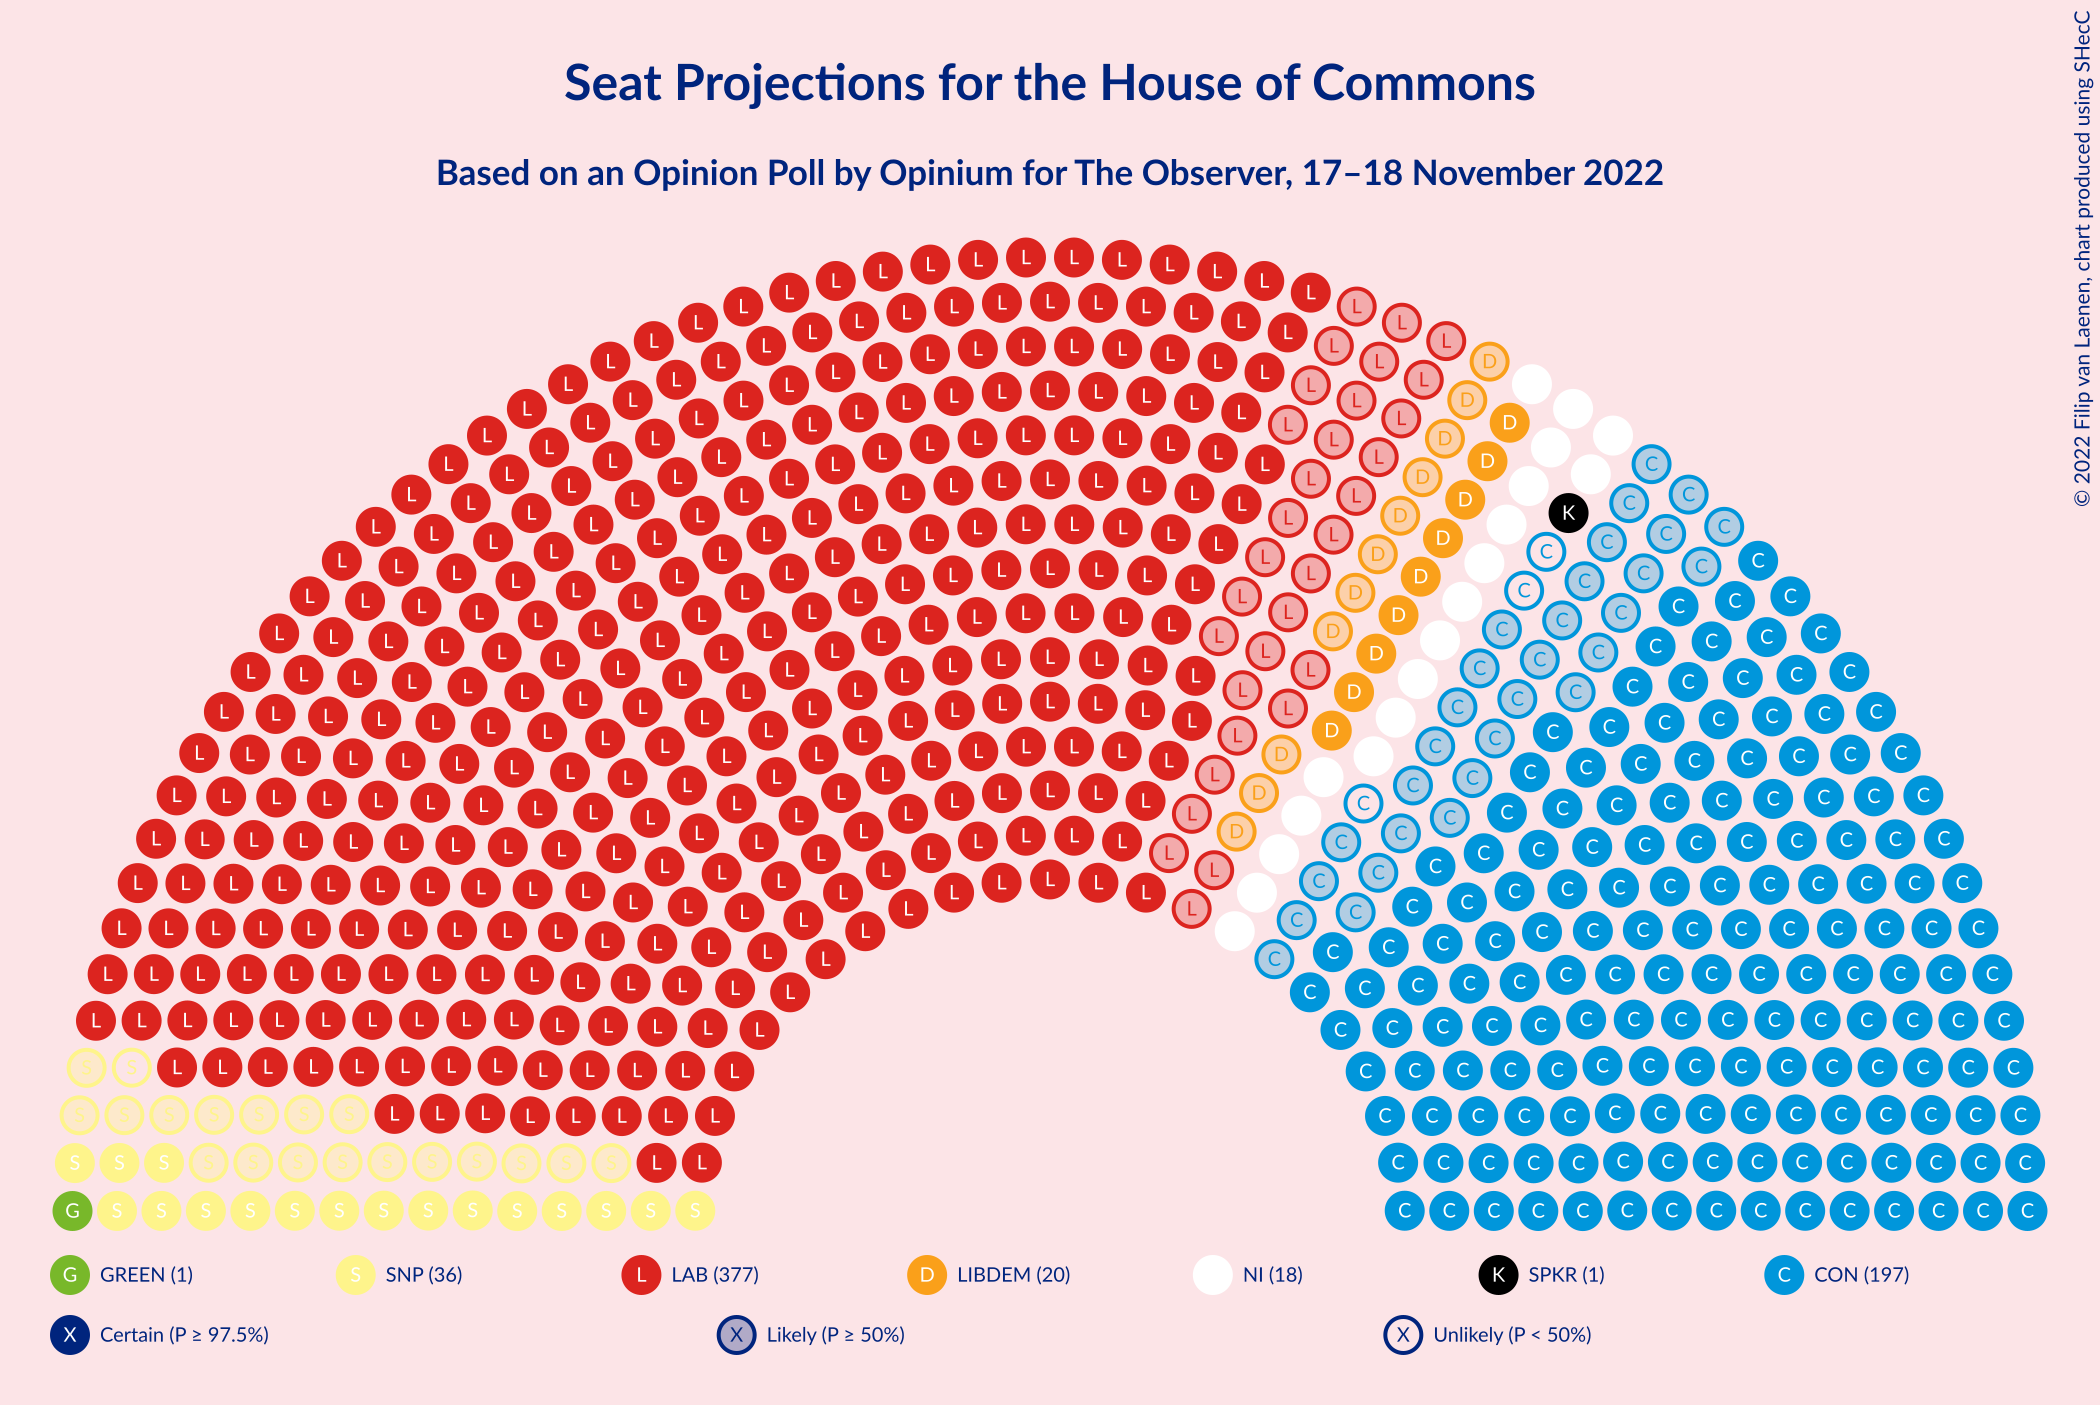 Seat Projections for the House of Commons
Based on an Opinion Poll by Opinium for The Observer, 17–18 November 2022
© 2022 Filip van Laenen, chart produced using SHecC
G GREEN (1) S SNP (36) L LAB (377) D LIBDEM (20) NI (18) K SPKR (1) C CON (197)
X Certain (P ≥ 97.5%) X Likely (P ≥ 50%) X Unlikely (P < 50%)